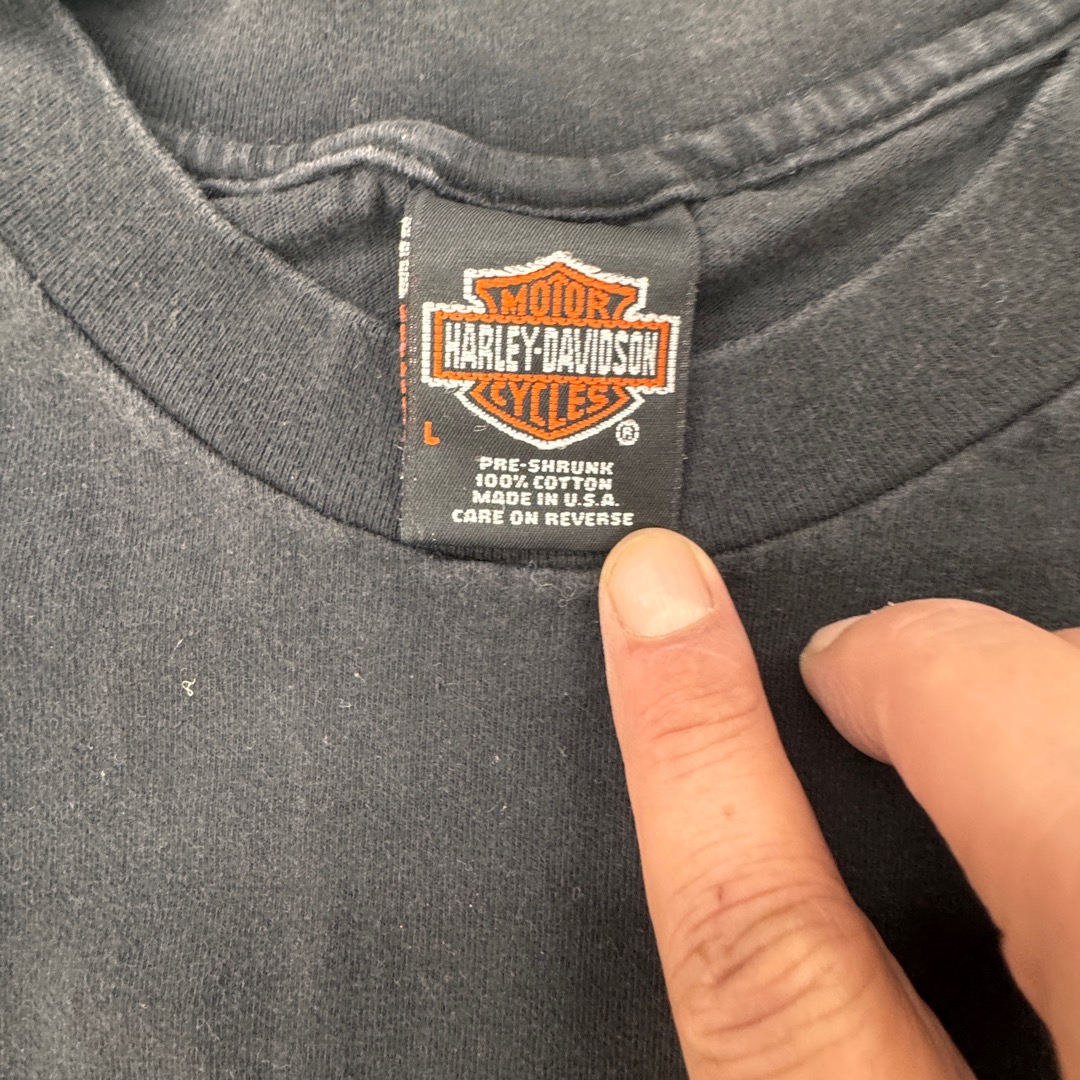 MOTOR
HARLEY-DAVIDSON
CYCLES
L
®
PRE-SHRUNK
100% COTTON
MADE IN U.S.A.
CARE ON REVERSE